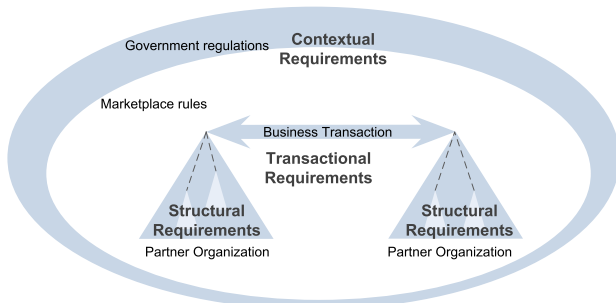 Contextual
Requirements
Government regulations
Marketplace rules
Business Transaction
Transactional
Requirements
Structural
Requirements
Partner Organization
Structural
Requirements
Partner Organization